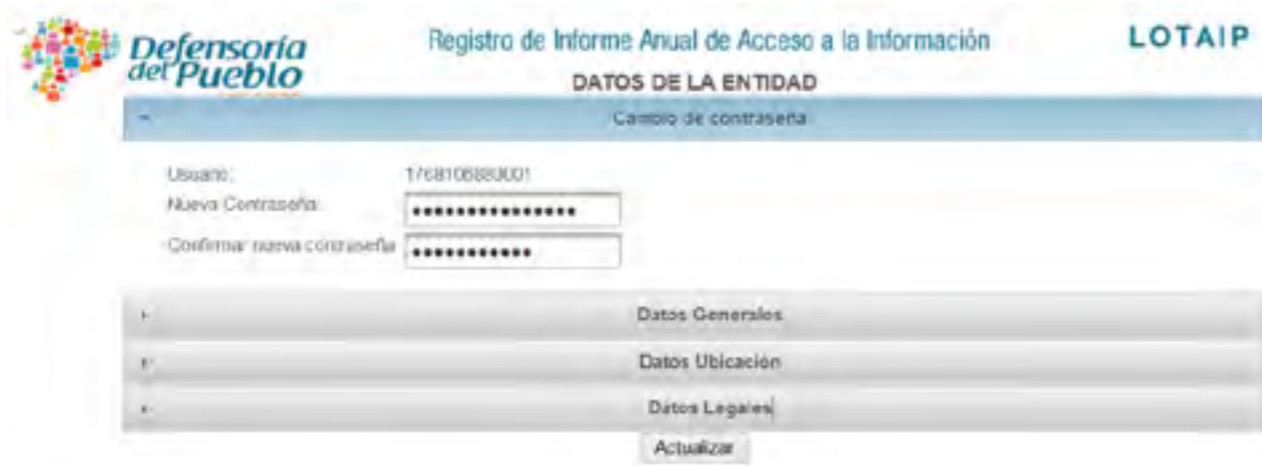 Defensoría
del Pueblo
Registro de Informe Anual de Acceso a la Información
LOTAIP
DATOS DE LA ENTIDAD
Cambio de contraseña
Usuario:
Nueva Contraseña:
•••••••••••••••
Confirmar nueva contraseña
•••••••••••
Datos Generales
Datos Ubicación
Datos Legales
Actualizar